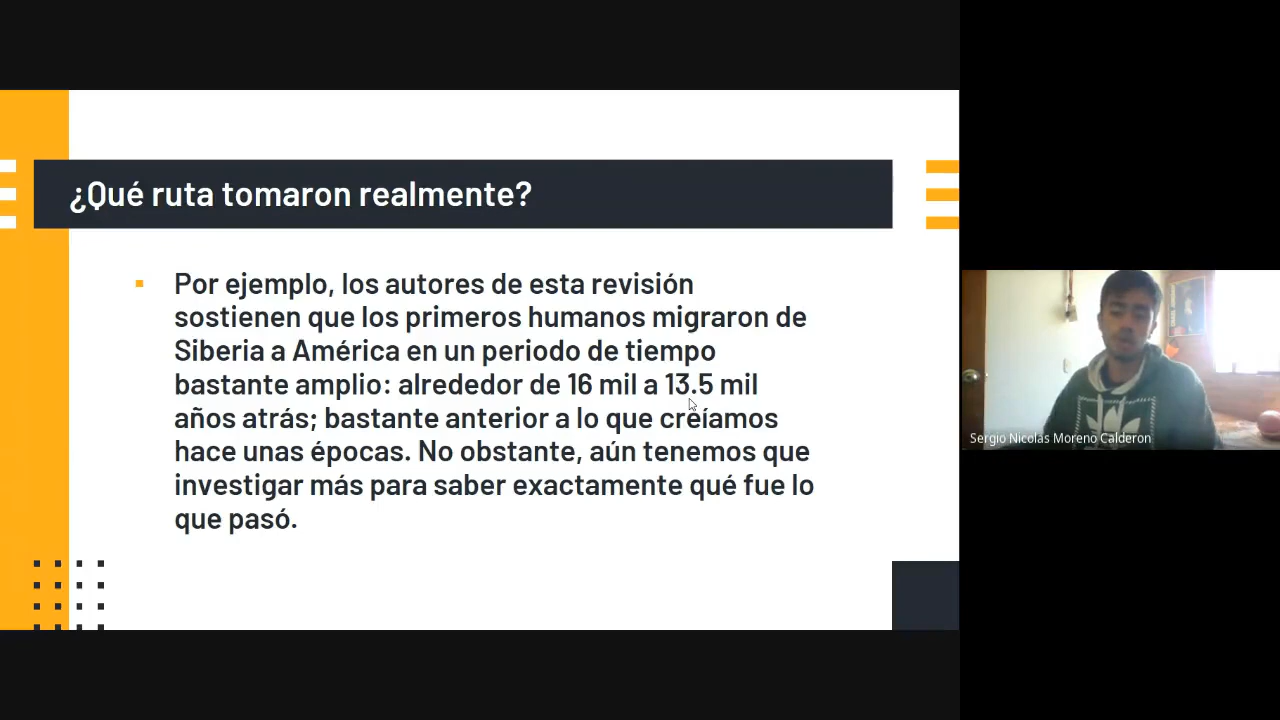 ¿Qué ruta tomaron realmente?
Por ejemplo, los autores de esta revisión
sostienen que los primeros humanos migraron de
Siberia a América en un periodo de tiempo
bastante amplio: alrededor de 16 mil a 13.5 mil
años atrás; bastante anterior a lo que creíamos
hace unas épocas. No obstante, aún tenemos que
investigar más para saber exactamente qué fue lo
que pasó.
Sergio Nicolas Moreno Calderon